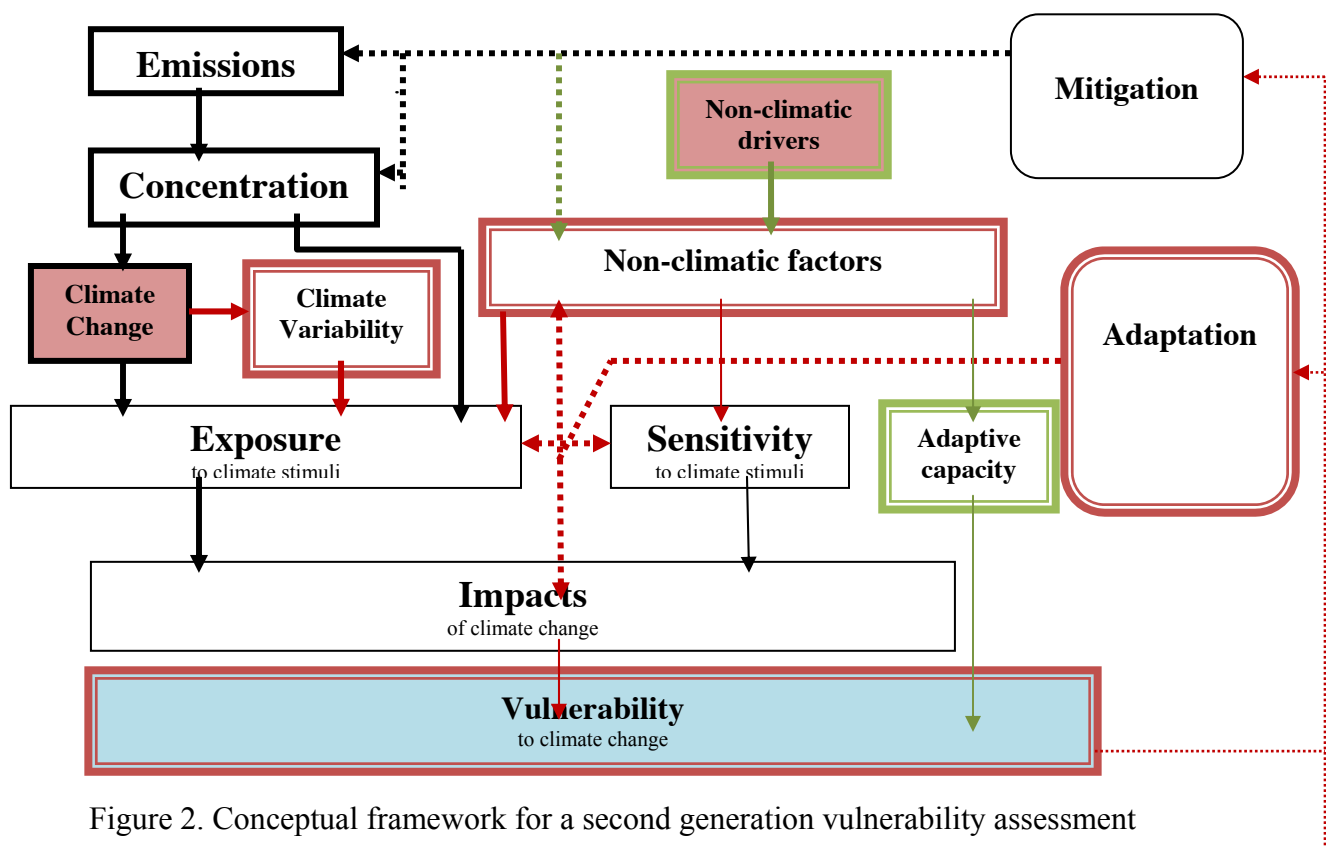 Emissions
Mitigation
Non-climatic
drivers
Concentration
Non-climatic factors
Climate
Change
Climate
Variability
Adaptation
Exposure
to climate stimuli
Sensitivity
to climate stimuli
Adaptive
capacity
Impacts
of climate change
Vulnerability
to climate change
Figure 2. Conceptual framework for a second generation vulnerability assessment